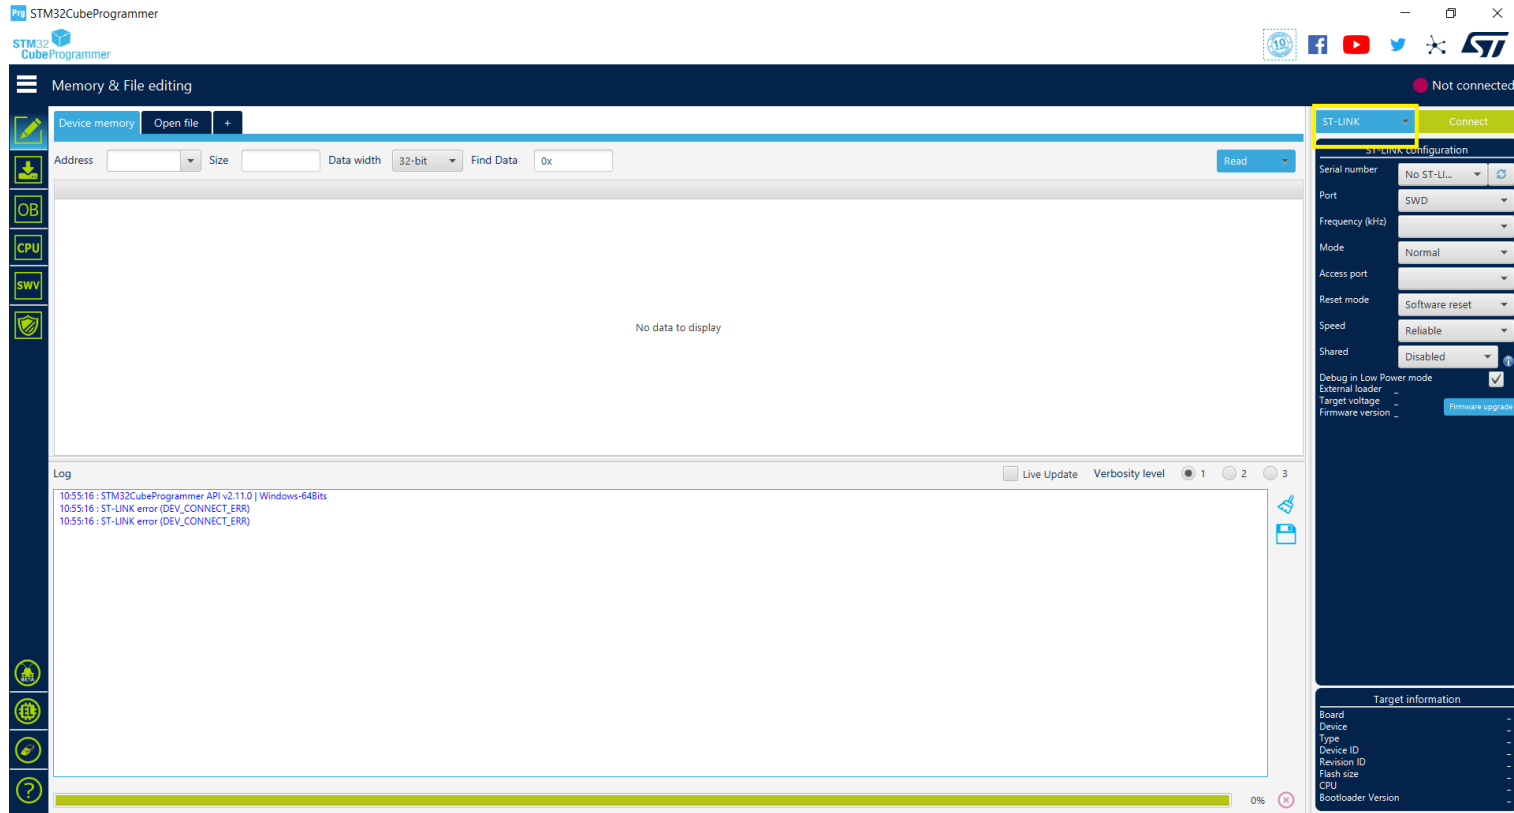 Prg STM32CubeProgrammer
STM32
CubeProgrammer
10
Memory & File editing
Not connected
Device memory Open file +
ST-LINK Connect
Address Size Data width 32-bit Find Data 0x Read
ST-LINK configuration
Serial number No ST-LI...
Port SWD
Frequency (kHz)
Mode Normal
Access port
Reset mode Software reset
Speed Reliable
Shared Disabled
Debug in Low Power mode
External loader _
Target voltage _
Firmware version _
Firmware upgrade
OB
CPU
SWV
No data to display
Log Live Update Verbosity level 1 2 3
10:55:16 : STM32CubeProgrammer API v2.11.0 | Windows-64Bits
10:55:16 : ST-LINK error (DEV_CONNECT_ERR)
10:55:16 : ST-LINK error (DEV_CONNECT_ERR)
BETA
EL
?
Target information
Board _
Device _
Type _
Device ID _
Revision ID _
Flash size _
CPU _
Bootloader Version _
0%